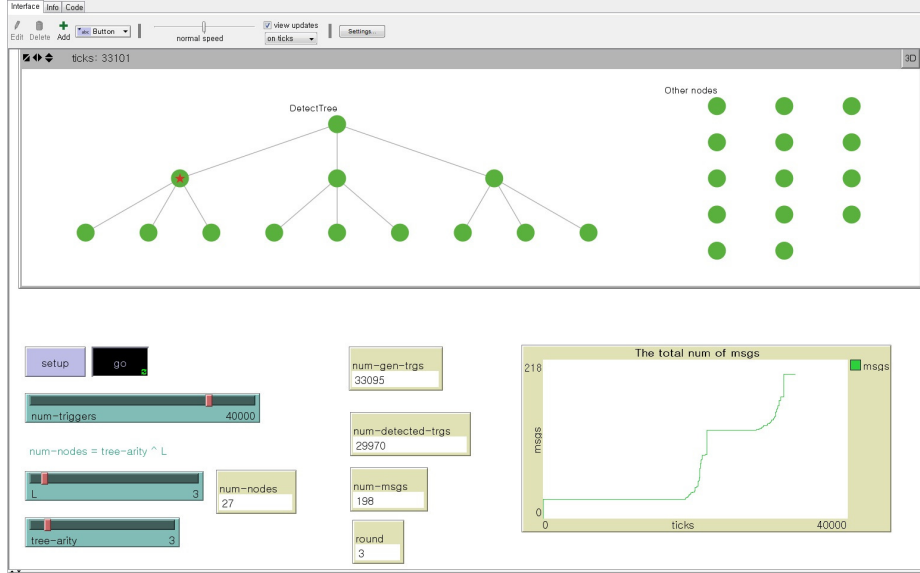 Interface Info Code
Edit Delete Add
abc Button
normal speed
view updates
on ticks
Settings...
ticks: 33101
3D
DetectTree
Other nodes
setup
go
num-triggers 40000
num-nodes = tree-arity ^ L
L 3
num-nodes
27
tree-arity 3
num-gen-trgs
33095
num-detected-trgs
29970
num-msgs
198
round
3
The total num of msgs
218
msgs
0
0 ticks 40000
msgs